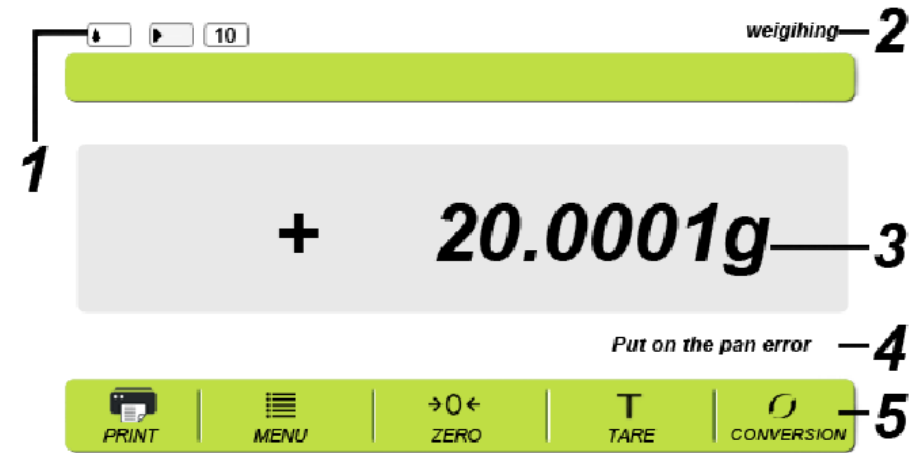 10
weigihing
2
1
+ 20.0001g
3
Put on the pan error
4
PRINT
MENU
→0←
ZERO
T
TARE
CONVERSION
5